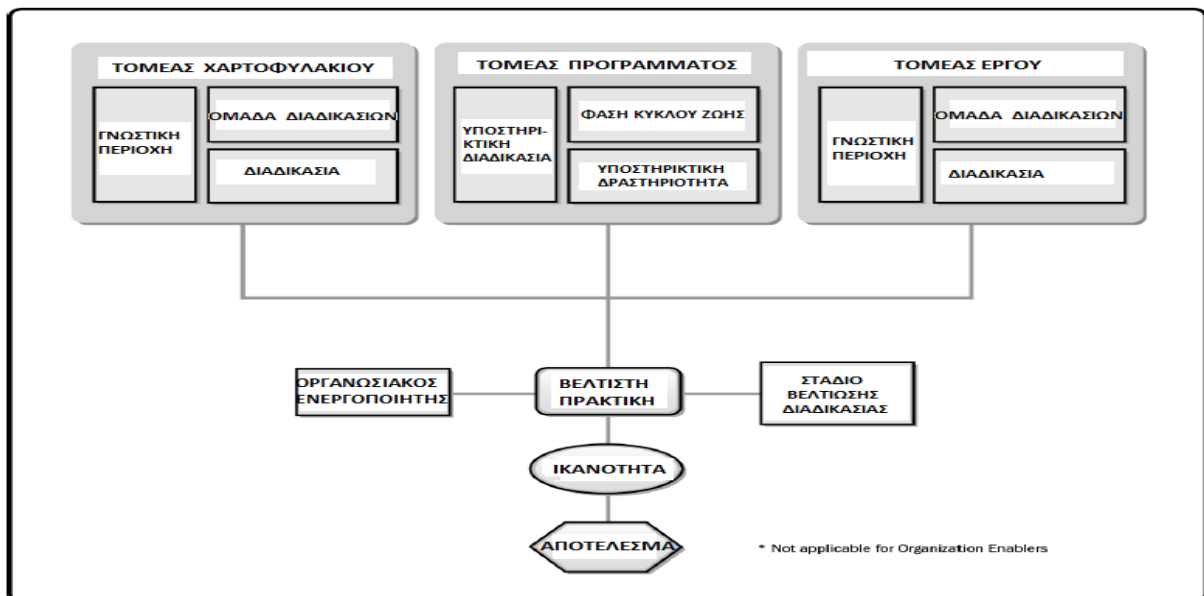 ΤΟΜΕΑΣ ΧΑΡΤΟΦΥΛΑΚΙΟΥ
ΓΝΩΣΤΙΚΗ
ΠΕΡΙΟΧΗ
ΟΜΑΔΑ ΔΙΑΔΙΚΑΣΙΩΝ
ΔΙΑΔΙΚΑΣΙΑ
ΤΟΜΕΑΣ ΠΡΟΓΡΑΜΜΑΤΟΣ
ΥΠΟΣΤΗΡΙ-
ΚΤΙΚΗ
ΔΙΑΔΙΚΑΣΙΑ
ΦΑΣΗ ΚΥΚΛΟΥ ΖΩΗΣ
ΥΠΟΣΤΗΡΙΚΤΙΚΗ
ΔΡΑΣΤΗΡΙΟΤΗΤΑ
ΤΟΜΕΑΣ ΕΡΓΟΥ
ΓΝΩΣΤΙΚΗ
ΠΕΡΙΟΧΗ
ΟΜΑΔΑ ΔΙΑΔΙΚΑΣΙΩΝ
ΔΙΑΔΙΚΑΣΙΑ
ΟΡΓΑΝΩΣΙΑΚΟΣ
ΕΝΕΡΓΟΠΟΙΗΤΗΣ
ΒΕΛΤΙΣΤΗ
ΠΡΑΚΤΙΚΗ
ΣΤΑΔΙΟ
ΒΕΛΤΙΩΣΗΣ
ΔΙΑΔΙΚΑΣΙΑΣ
ΙΚΑΝΟΤΗΤΑ
ΑΠΟΤΕΛΕΣΜΑ
* Not applicable for Organization Enablers